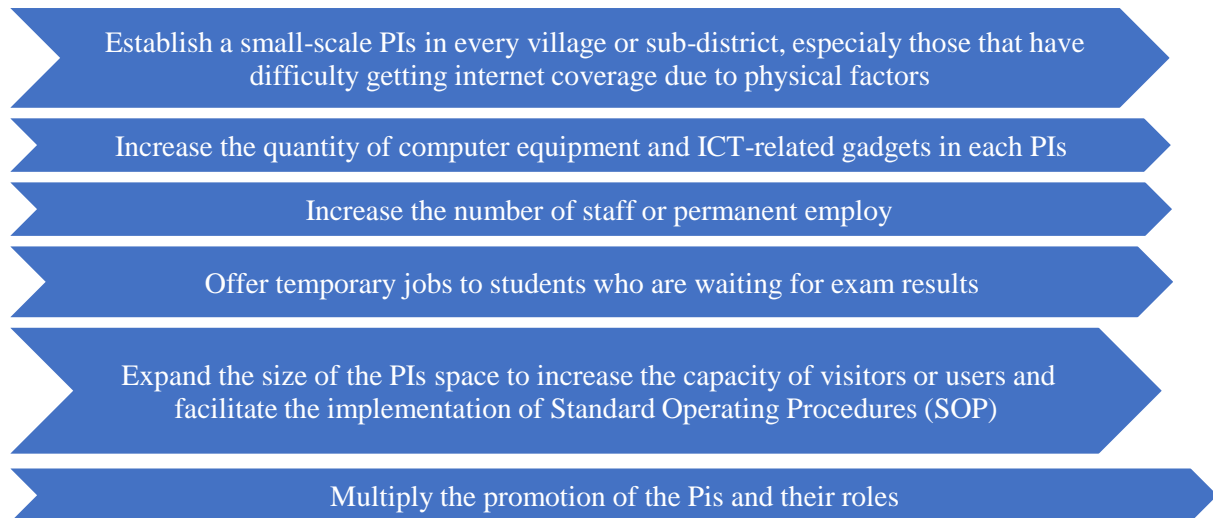 Establish a small-scale PIs in every village or sub-district, especialy those that have
difficulty getting internet coverage due to physical factors
Increase the quantity of computer equipment and ICT-related gadgets in each PIs
Increase the number of staff or permanent employ
Offer temporary jobs to students who are waiting for exam results
Expand the size of the PIs space to increase the capacity of visitors or users and
facilitate the implementation of Standard Operating Procedures (SOP)
Multiply the promotion of the Pis and their roles